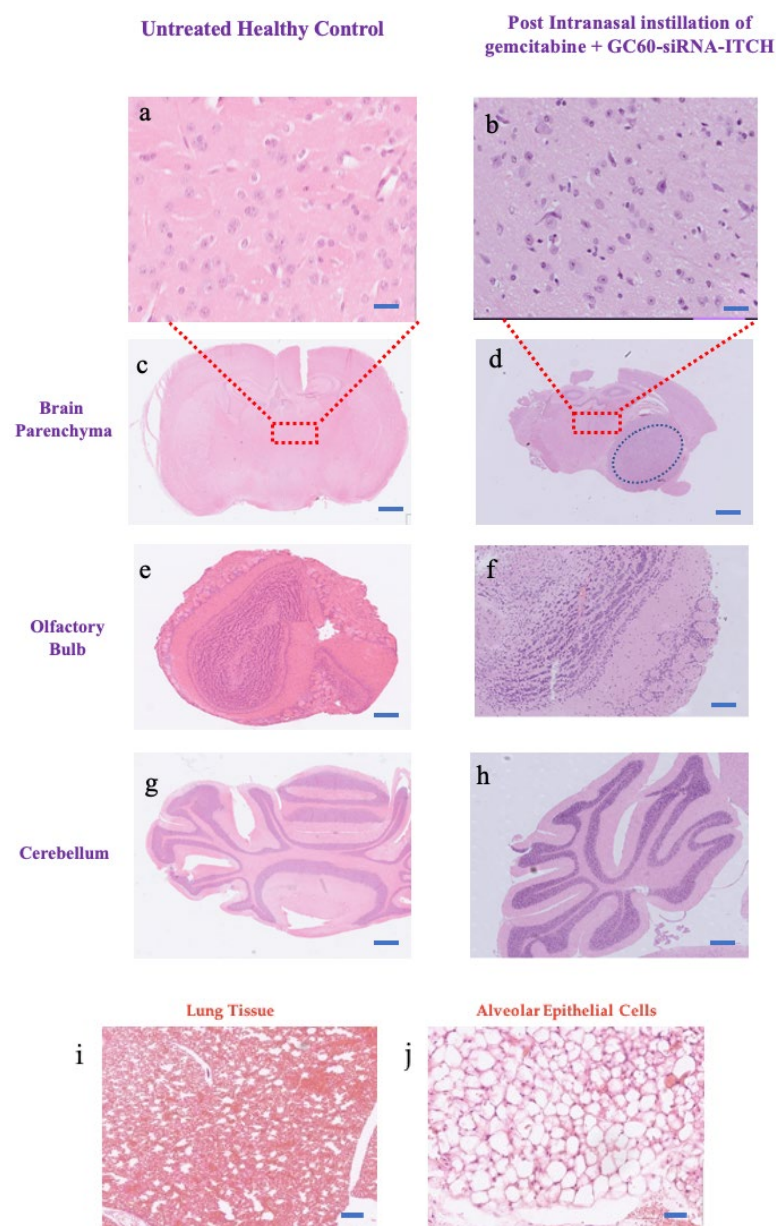 Untreated Healthy Control
Post Intranasal instillation of
gemcitabine + GC60-siRNA-ITCH
a
b
c
d
Brain
Parenchyma
e
f
Olfactory
Bulb
g
h
Cerebellum
Lung Tissue
Alveolar Epithelial Cells
i
j